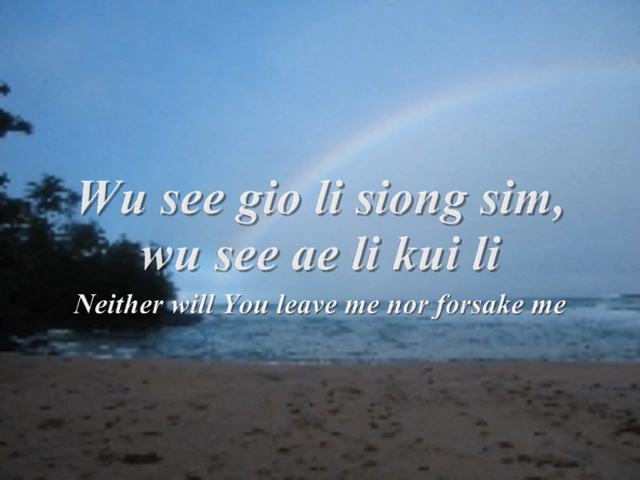 Wu see gio li siong sim,
wu see ae li kui li
Neither will You leave me nor forsake me